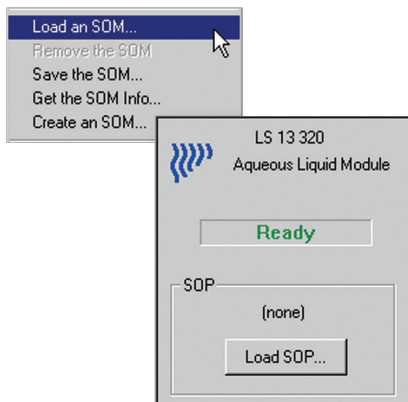 Load an SOM...
Remove the SOM
Save the SOM...
Get the SOM Info...
Create an SOM...
LS 13 320
Aqueous Liquid Module
Ready
SOP
(none)
Load SOP...